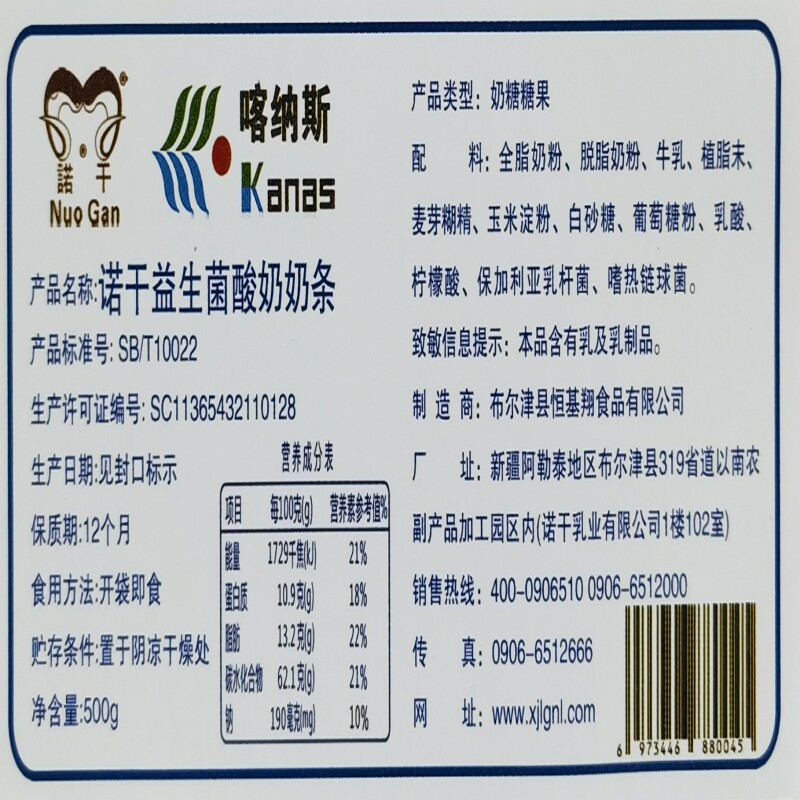 諾干
Nuo Gan
喀纳斯
Kanas
产品名称:诺干益生菌酸奶奶条
产品标准号: SB/T10022
生产许可证编号: SC11365432110128
生产日期:见封口标示
保质期:12个月
食用方法:开袋即食
贮存条件:置于阴凉干燥处
净含量:500g
营养成分表
项目 每100克(g) 营养素参考值%
能量 1729千焦(kJ) 21%
蛋白质 10.9克(g) 18%
脂肪 13.2克(g) 22%
碳水化合物 62.1克(g) 21%
钠 190毫克(mg) 10%
产品类型: 奶糖糖果
配 料: 全脂奶粉、脱脂奶粉、牛乳、植脂末、
麦芽糊精、玉米淀粉、白砂糖、葡萄糖粉、乳酸、
柠檬酸、保加利亚乳杆菌、嗜热链球菌。
致敏信息提示: 本品含有乳及乳制品。
制 造 商: 布尔津县恒基翔食品有限公司
厂 址: 新疆阿勒泰地区布尔津县319省道以南农
副产品加工园区内(诺干乳业有限公司1楼102室)
销售热线: 400-0906510 0906-6512000
传 真: 0906-6512666
网 址: www.xjlgnl.com
6 973446 880045